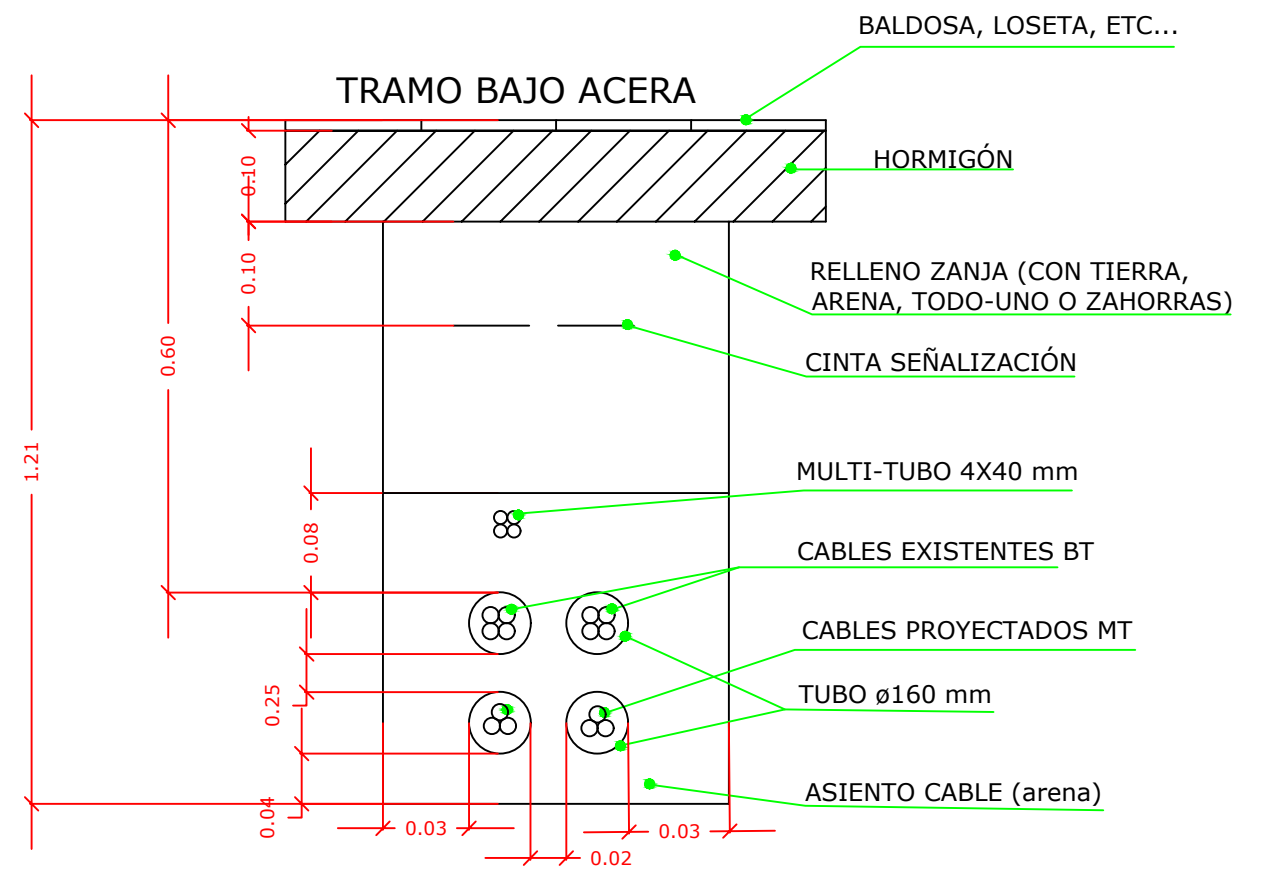 BALDOSA, LOSETA, ETC...
TRAMO BAJO ACERA
HORMIGÓN
0.10
RELLENO ZANJA (CON TIERRA,
ARENA, TODO-UNO O ZAHORRAS)
0.10
CINTA SEÑALIZACIÓN
0.60
1.21
MULTI-TUBO 4X40 mm
0.08
CABLES EXISTENTES BT
CABLES PROYECTADOS MT
TUBO ø160 mm
0.25
ASIENTO CABLE (arena)
0.04
0.03
0.03
0.02